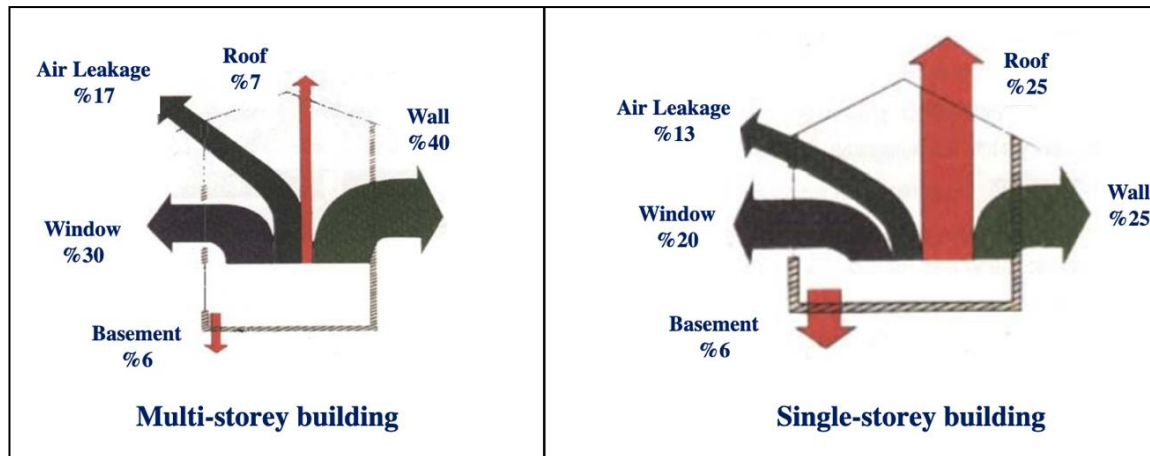 Roof
%7
Air Leakage
%17
Wall
%40
Window
%30
Basement
%6
Multi-storey building
Roof
%25
Air Leakage
%13
Wall
%25
Window
%20
Basement
%6
Single-storey building